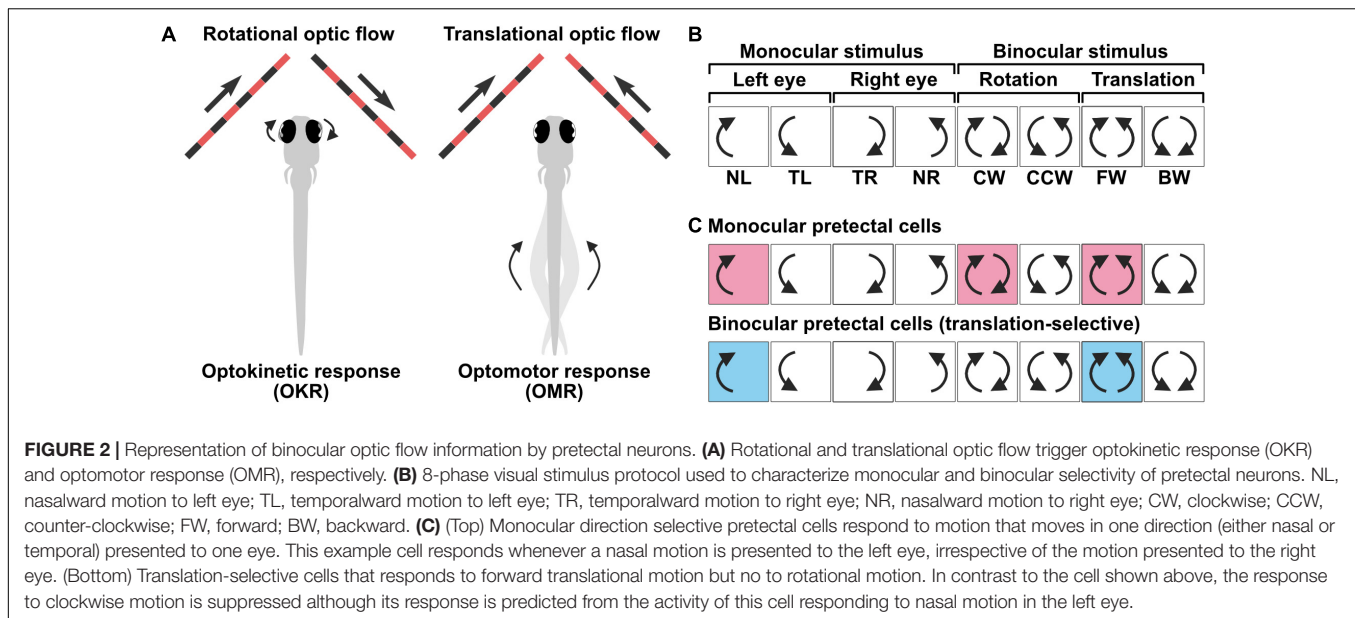 A Rotational optic flow Translational optic flow
Optokinetic response
(OKR)
Optomotor response
(OMR)
B
Monocular stimulus Binocular stimulus
Left eye Right eye Rotation Translation
NL TL TR NR CW CCW FW BW
C Monocular pretectal cells
Binocular pretectal cells (translation-selective)
FIGURE 2 | Representation of binocular optic flow information by pretectal neurons. (A) Rotational and translational optic flow trigger optokinetic response (OKR)
and optomotor response (OMR), respectively. (B) 8-phase visual stimulus protocol used to characterize monocular and binocular selectivity of pretectal neurons. NL,
nasalward motion to left eye; TL, temporalward motion to left eye; TR, temporalward motion to right eye; NR, nasalward motion to right eye; CW, clockwise; CCW,
counter-clockwise; FW, forward; BW, backward. (C) (Top) Monocular direction selective pretectal cells respond to motion that moves in one direction (either nasal or
temporal) presented to one eye. This example cell responds whenever a nasal motion is presented to the left eye, irrespective of the motion presented to the right
eye. (Bottom) Translation-selective cells that responds to forward translational motion but no to rotational motion. In contrast to the cell shown above, the response
to clockwise motion is suppressed although its response is predicted from the activity of this cell responding to nasal motion in the left eye.